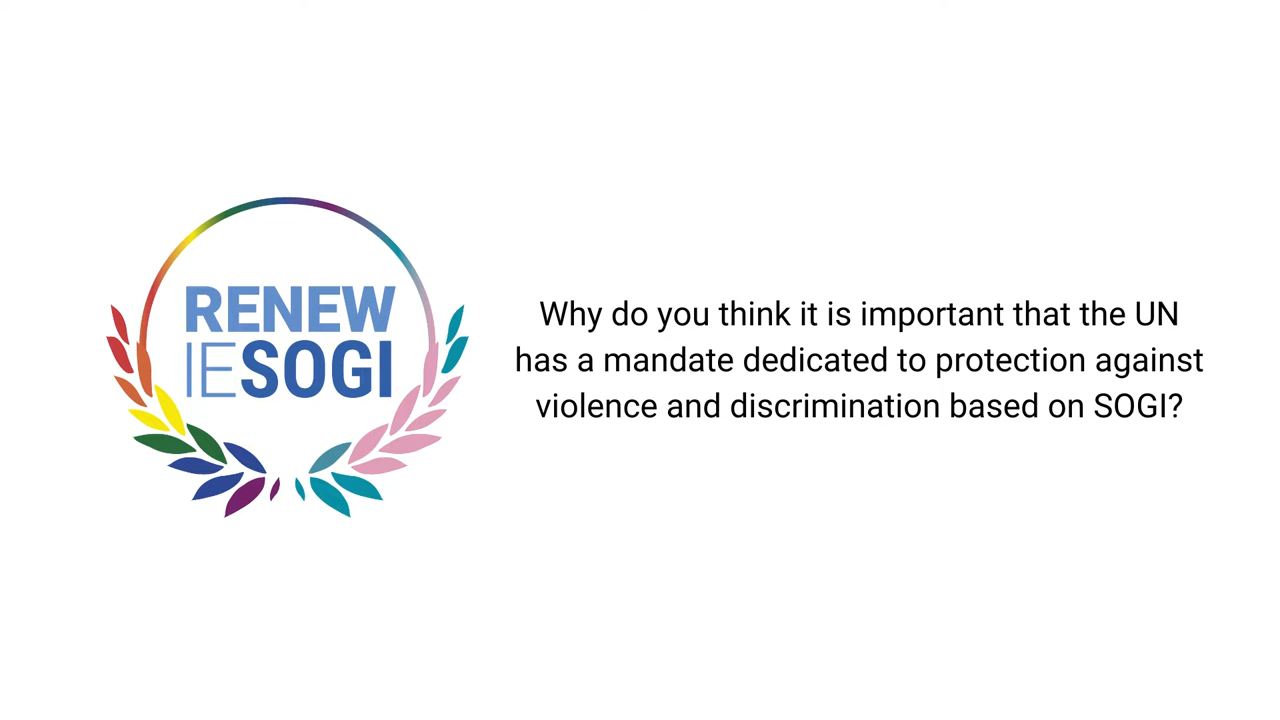 RENEW
IESOGI
Why do you think it is important that the UN
has a mandate dedicated to protection against
violence and discrimination based on SOGI?